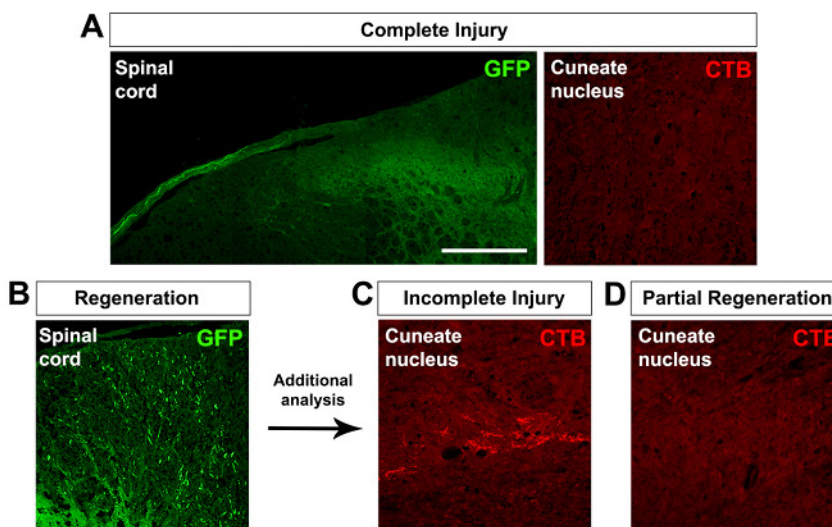 A
Complete Injury
Spinal
cord
GFP
Cuneate
nucleus
CTB
B
Regeneration
Spinal
cord
GFP
Additional
analysis
C
Incomplete Injury
Cuneate
nucleus
CTB
D
Partial Regeneration
Cuneate
nucleus
CTB